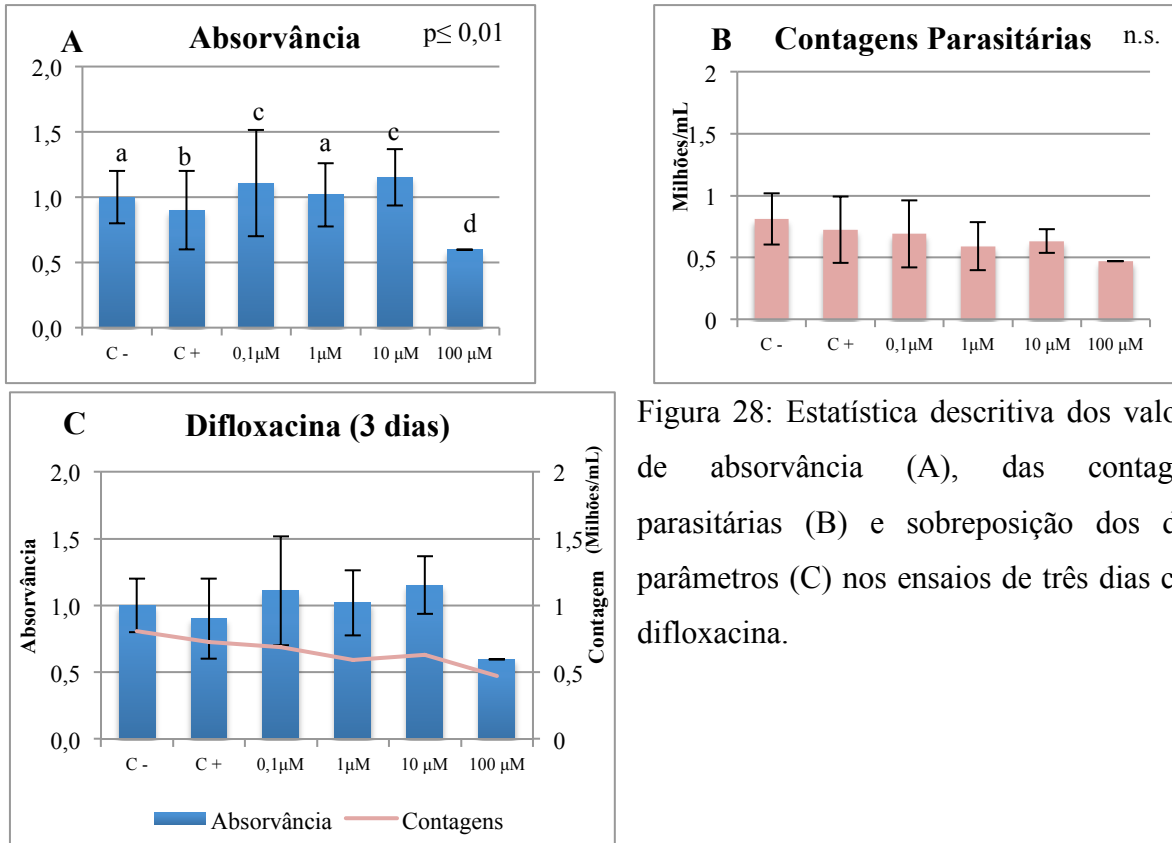 A Absorvância p≤ 0,01
2,0
1,5
1,0
0,5
0,0
a b c a c d
C - C + 0,1µM 1µM 10 µM 100 µM
B Contagens Parasitárias n.s.
Milhões/mL
2
1,5
1
0,5
0
C - C + 0,1µM 1µM 10 µM 100 µM
C Difloxacina (3 dias)
Absorvância
2,0
1,5
1,0
0,5
0,0
Contagem (Milhões/mL)
2
1,5
1
0,5
0
C - C + 0,1µM 1µM 10 µM 100 µM
Absorvância Contagens
Figura 28: Estatística descritiva dos valo
de absorvância (A), das contag
parasitárias (B) e sobreposição dos d
parâmetros (C) nos ensaios de três dias c
difloxacina.